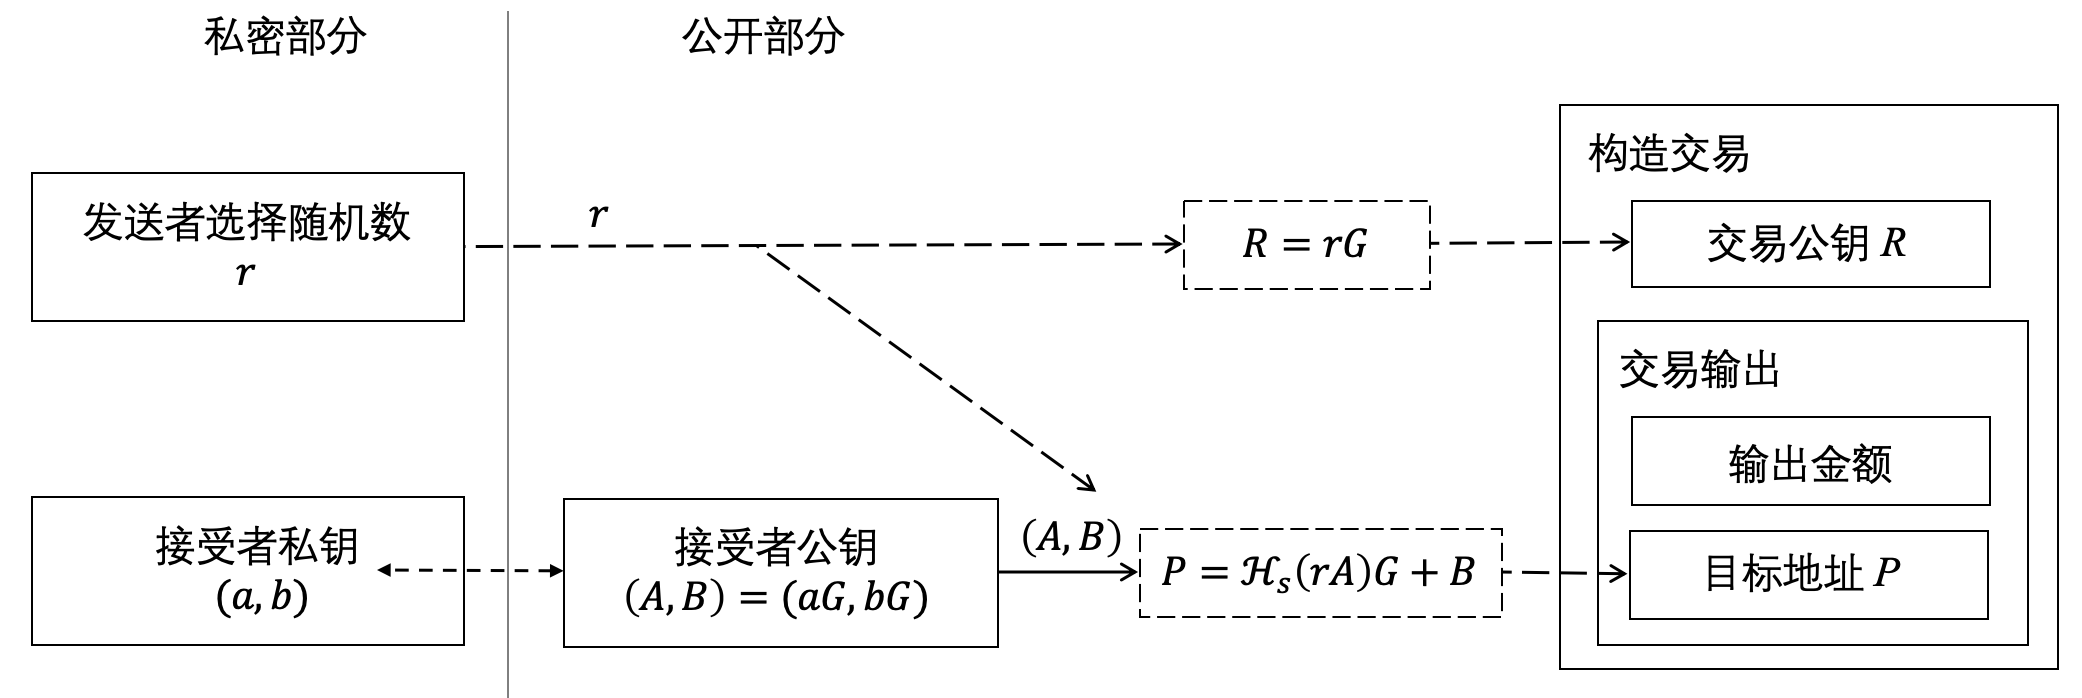 私密部分
公开部分
发送者选择随机数
r
r
R = rG
构造交易
交易公钥 R
交易输出
输出金额
目标地址 P
接受者私钥
(a, b)
接受者公钥
(A, B) = (aG, bG)
(A, B)
P = ℋₛ(rA)G + B